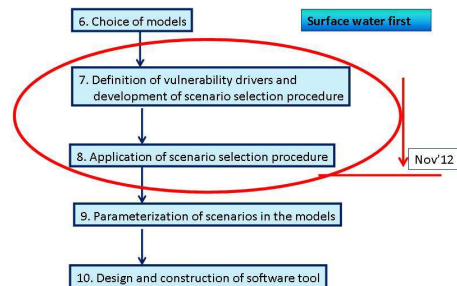 6. Choice of models
Surface water first
7. Definition of vulnerability drivers and
development of scenario selection procedure
8. Application of scenario selection procedure
Nov'12
9. Parameterization of scenarios in the models
10. Design and construction of software tool